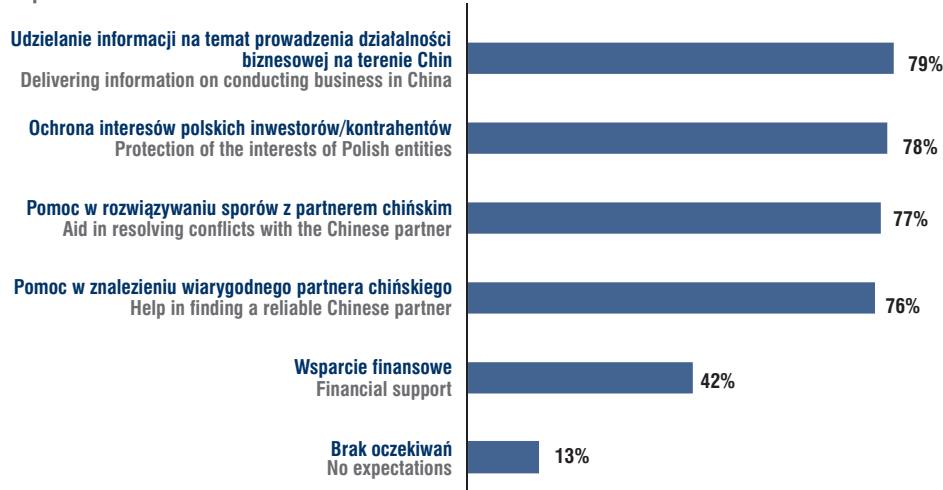 Udzielanie informacji na temat prowadzenia działalności
biznesowej na terenie Chin
Delivering information on conducting business in China
79%
Ochrona interesów polskich inwestorów/kontrahentów
Protection of the interests of Polish entities
78%
Pomoc w rozwiązywaniu sporów z partnerem chińskim
Aid in resolving conflicts with the Chinese partner
77%
Pomoc w znalezieniu wiarygodnego partnera chińskiego
Help in finding a reliable Chinese partner
76%
Wsparcie finansowe
Financial support
42%
Brak oczekiwań
No expectations
13%